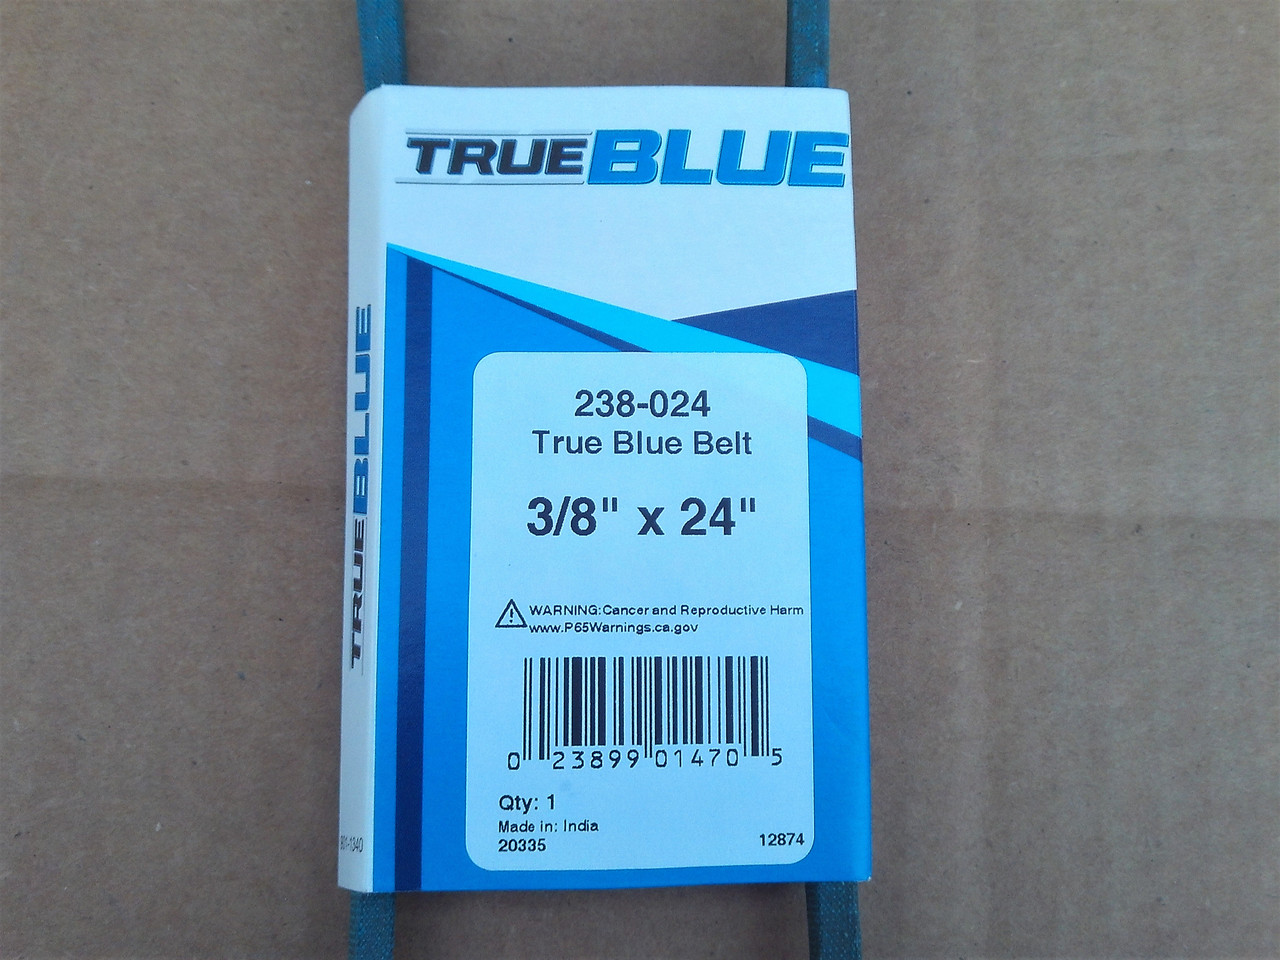 TRUEBLUE
TRUEBLUE
238-024
True Blue Belt
3/8" x 24"
WARNING: Cancer and Reproductive Harm
www.P65Warnings.ca.gov
0 23899 01470 5
Qty: 1
Made in: India
20335
12874